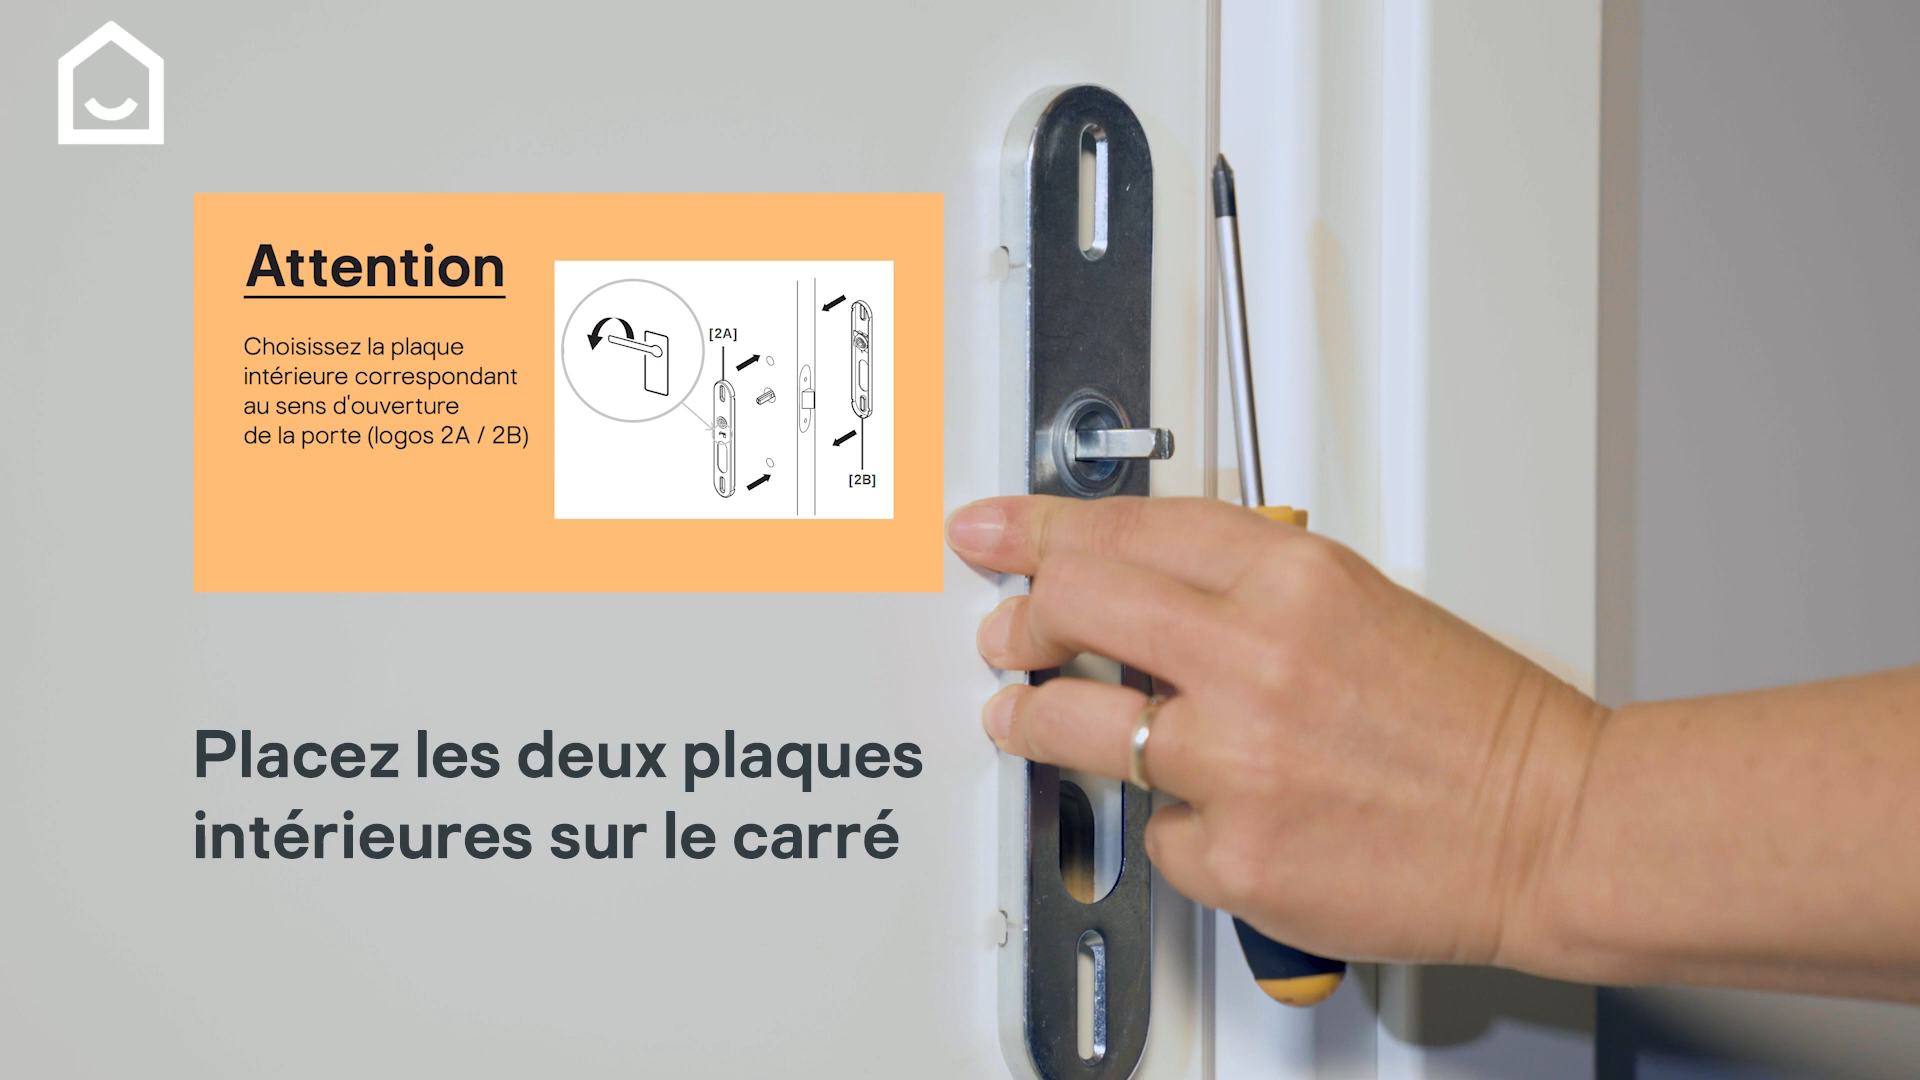 Attention
Choisissez la plaque
intérieure correspondant
au sens d'ouverture
de la porte (logos 2A / 2B)
[2A]
[2B]
Placez les deux plaques
intérieures sur le carré